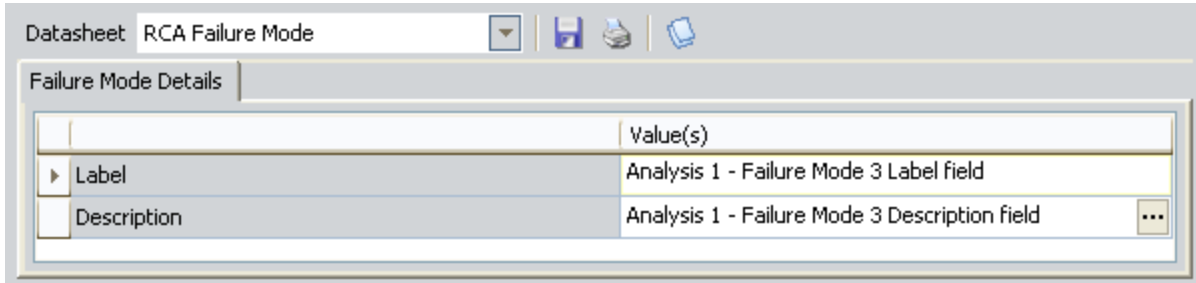 Datasheet RCA Failure Mode
Failure Mode Details
Value(s)
Label Analysis 1 - Failure Mode 3 Label field
Description Analysis 1 - Failure Mode 3 Description field ...